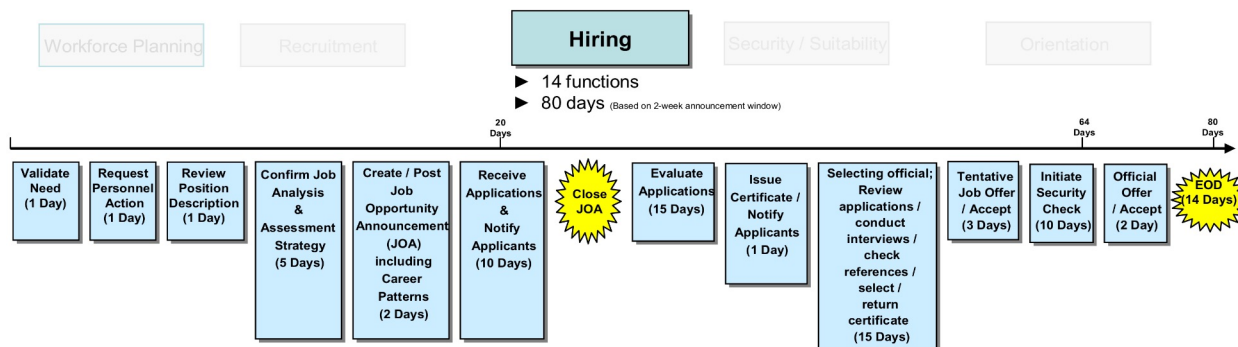 Workforce Planning
Recruitment
Hiring
Security / Suitability
Orientation
► 14 functions
► 80 days (Based on 2-week announcement window)
20
Days
64
Days
80
Days
Validate
Need
(1 Day)
Request
Personnel
Action
(1 Day)
Review
Position
Description
(1 Day)
Confirm Job
Analysis
&
Assessment
Strategy
(5 Days)
Create / Post
Job
Opportunity
Announcement
(JOA)
including
Career
Patterns
(2 Days)
Receive
Applications
&
Notify
Applicants
(10 Days)
Close
JOA
Evaluate
Applications
(15 Days)
Issue
Certificate /
Notify
Applicants
(1 Day)
Selecting official;
Review
applications /
conduct
interviews /
check
references /
select /
return
certificate
(15 Days)
Tentative
Job Offer
/ Accept
(3 Days)
Initiate
Security
Check
(10 Days)
Official
Offer
/ Accept
(2 Day)
EOD
(14 Days)